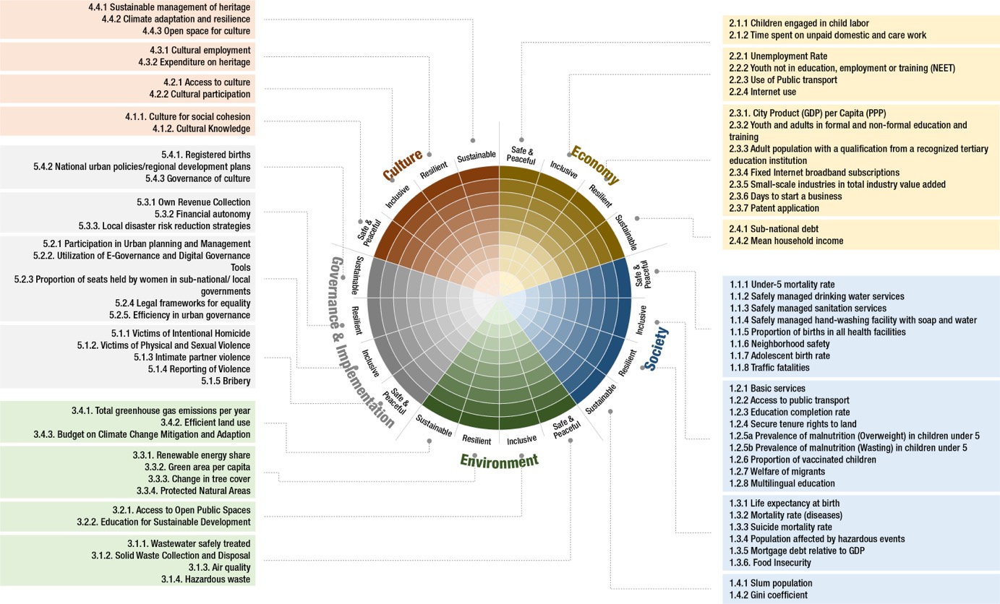 4.4.1 Sustainable management of heritage
4.4.2 Climate adaptation and resilience
4.4.3 Open space for culture
4.3.1 Cultural employment
4.3.2 Expenditure on heritage
4.2.1 Access to culture
4.2.2 Cultural participation
4.1.1. Culture for social cohesion
4.1.2. Cultural Knowledge
5.4.1. Registered births
5.4.2 National urban policies/regional development plans
5.4.3 Governance of culture
5.3.1 Own Revenue Collection
5.3.2 Financial autonomy
5.3.3. Local disaster risk reduction strategies
5.2.1 Participation in Urban planning and Management
5.2.2. Utilization of E-Governance and Digital Governance
Tools
5.2.3 Proportion of seats held by women in sub-national/ local
governments
5.2.4 Legal frameworks for equality
5.2.5. Efficiency in urban governance
5.1.1 Victims of Intentional Homicide
5.1.2. Victims of Physical and Sexual Violence
5.1.3 Intimate partner violence
5.1.4 Reporting of Violence
5.1.5 Bribery
3.4.1. Total greenhouse gas emissions per year
3.4.2. Efficient land use
3.4.3. Budget on Climate Change Mitigation and Adaption
3.3.1. Renewable energy share
3.3.2. Green area per capita
3.3.3. Change in tree cover
3.3.4. Protected Natural Areas
3.2.1. Access to Open Public Spaces
3.2.2. Education for Sustainable Development
3.1.1. Wastewater safely treated
3.1.2. Solid Waste Collection and Disposal
3.1.3. Air quality
3.1.4. Hazardous waste
Culture
Safe &
Peaceful
Inclusive
Resilient
Sustainable
Economy
Safe &
Peaceful
Inclusive
Resilient
Sustainable
Society
Safe &
Peaceful
Inclusive
Resilient
Sustainable
Environment
Safe &
Peaceful
Inclusive
Resilient
Sustainable
Governance & Implementation
Safe &
Peaceful
Inclusive
Resilient
Sustainable
2.1.1 Children engaged in child labor
2.1.2 Time spent on unpaid domestic and care work
2.2.1 Unemployment Rate
2.2.2 Youth not in education, employment or training (NEET)
2.2.3 Use of Public transport
2.2.4 Internet use
2.3.1. City Product (GDP) per Capita (PPP)
2.3.2 Youth and adults in formal and non-formal education and
training
2.3.3 Adult population with a qualification from a recognized tertiary
education institution
2.3.4 Fixed Internet broadband subscriptions
2.3.5 Small-scale industries in total industry value added
2.3.6 Days to start a business
2.3.7 Patent application
2.4.1 Sub-national debt
2.4.2 Mean household income
1.1.1 Under-5 mortality rate
1.1.2 Safely managed drinking water services
1.1.3 Safely managed sanitation services
1.1.4 Safely managed hand-washing facility with soap and water
1.1.5 Proportion of births in all health facilities
1.1.6 Neighborhood safety
1.1.7 Adolescent birth rate
1.1.8 Traffic fatalities
1.2.1 Basic services
1.2.2 Access to public transport
1.2.3 Education completion rate
1.2.4 Secure tenure rights to land
1.2.5a Prevalence of malnutrition (Overweight) in children under 5
1.2.5b Prevalence of malnutrition (Wasting) in children under 5
1.2.6 Proportion of vaccinated children
1.2.7 Welfare of migrants
1.2.8 Multilingual education
1.3.1 Life expectancy at birth
1.3.2 Mortality rate (diseases)
1.3.3 Suicide mortality rate
1.3.4 Population affected by hazardous events
1.3.5 Mortgage debt relative to GDP
1.3.6. Food Insecurity
1.4.1 Slum population
1.4.2 Gini coefficient